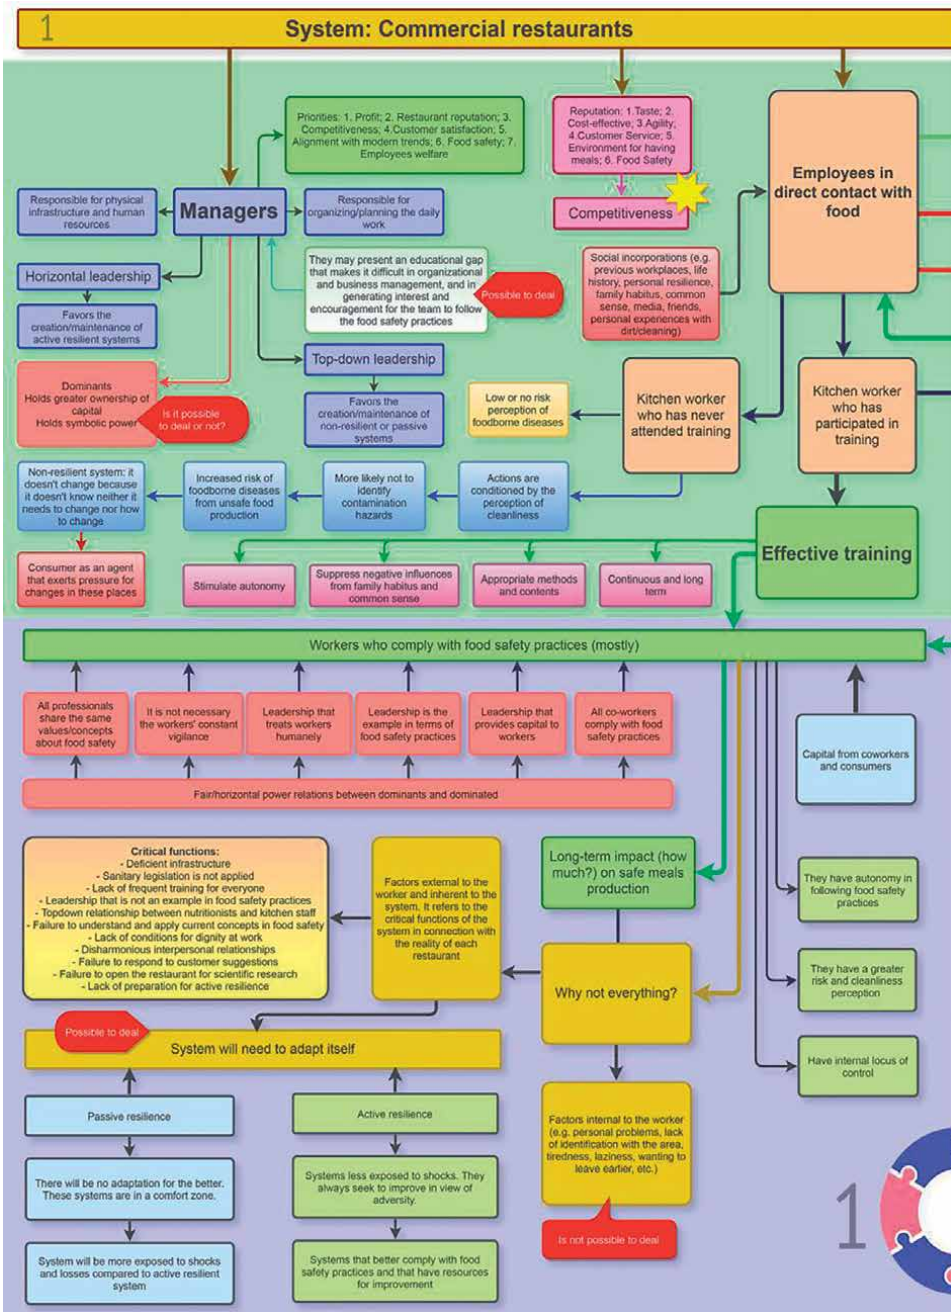 1
System: Commercial restaurants
Priorities: 1. Profit; 2. Restaurant reputation; 3.
Competitiveness; 4.Customer satisfaction; 5.
Alignment with modern trends; 6. Food safety; 7.
Employees welfare
Reputation: 1.Taste; 2.
Cost-effective; 3.Agility;
4.Customer Service; 5.
Environment for having
meals; 6. Food Safety
Employees in
direct contact with
food
Responsible for physical
infrastructure and human
resources
Managers
Responsible for
organizing/planning the daily
work
Competitiveness
Horizontal leadership
They may present an educational gap
that makes it difficult in organizational
and business management, and in
generating interest and
encouragement for the team to follow
the food safety practices
Possible to deal
Social incorporations (e.g.
previous workplaces, life
history, personal resilience,
family habitus, common
sense, media, friends,
personal experiences with
dirt/cleaning)
Favors the
creation/maintenance of
active resilient systems
Top-down leadership
Dominants
Holds greater ownership of
capital
Holds symbolic power
Is it possible
to deal or not?
Favors the
creation/maintenance of
non-resilient or passive
systems
Low or no risk
perception of
foodborne diseases
Kitchen worker
who has never
attended training
Kitchen worker
who has
participated in
training
Non-resilient system: it
doesn't change because
it doesn't know neither it
needs to change nor how
to change
Increased risk of
foodborne diseases
from unsafe food
production
More likely not to
identify
contamination
hazards
Actions are
conditioned by the
perception of
cleanliness
Effective training
Consumer as an agent
that exerts pressure for
changes in these places
Stimulate autonomy
Suppress negative influences
from family habitus and
common sense
Appropriate methods
and contents
Continuous and long
term
Workers who comply with food safety practices (mostly)
All professionals
share the same
values/concepts
about food safety
It is not necessary
the workers' constant
vigilance
Leadership that
treats workers
humanely
Leadership is the
example in terms of
food safety practices
Leadership that
provides capital to
workers
All co-workers
comply with food
safety practices
Capital from coworkers
and consumers
Fair/horizontal power relations between dominants and dominated
Critical functions:
- Deficient infrastructure
- Sanitary legislation is not applied
- Lack of frequent training for everyone
- Leadership that is not an example in food safety practices
- Topdown relationship between nutritionists and kitchen staff
- Failure to understand and apply current concepts in food safety
- Lack of conditions for dignity at work
- Disharmonious interpersonal relationships
- Failure to respond to customer suggestions
- Failure to open the restaurant for scientific research
- Lack of preparation for active resilience
Factors external to the
worker and inherent to the
system. It refers to the
critical functions of the
system in connection with
the reality of each
restaurant
Long-term impact (how
much?) on safe meals
production
They have autonomy in
following food safety
practices
Why not everything?
They have a greater
risk and cleanliness
perception
Possible to deal
System will need to adapt itself
Have internal locus of
control
Passive resilience
Active resilience
Factors internal to the worker
(e.g. personal problems, lack
of identification with the area,
tiredness, laziness, wanting to
leave earlier, etc.)
There will be no adaptation for the better.
These systems are in a comfort zone.
Systems less exposed to shocks. They
always seek to improve in view of
adversity.
Is not possible to deal
System will be more exposed to shocks
and losses compared to active resilient
system
Systems that better comply with food
safety practices and that have resources
for improvement
1